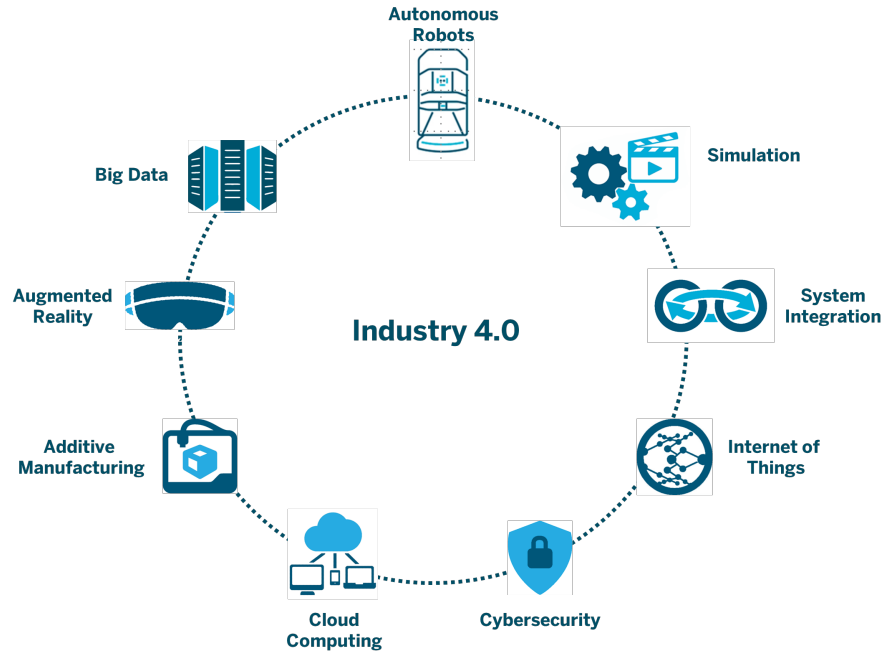 Autonomous
Robots
Simulation
Big Data
System
Integration
Augmented
Reality
Industry 4.0
Internet of
Things
Additive
Manufacturing
Cybersecurity
Cloud
Computing